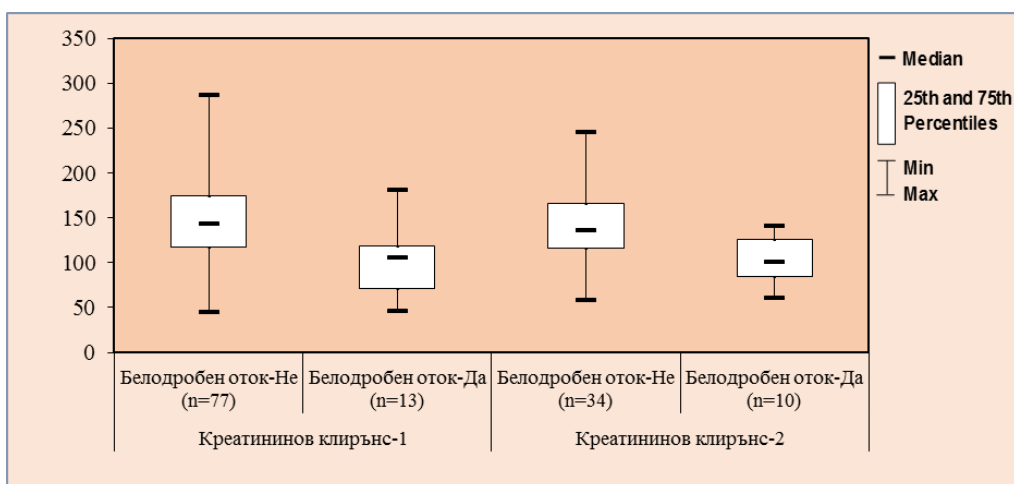 350
300
250
200
150
100
50
0
Median
25th and 75th
Percentiles
Min
Max
Белодробен оток-Не
(n=77)
Белодробен оток-Да
(n=13)
Белодробен оток-Не
(n=34)
Белодробен оток-Да
(n=10)
Креатининов клирънс-1
Креатининов клирънс-2